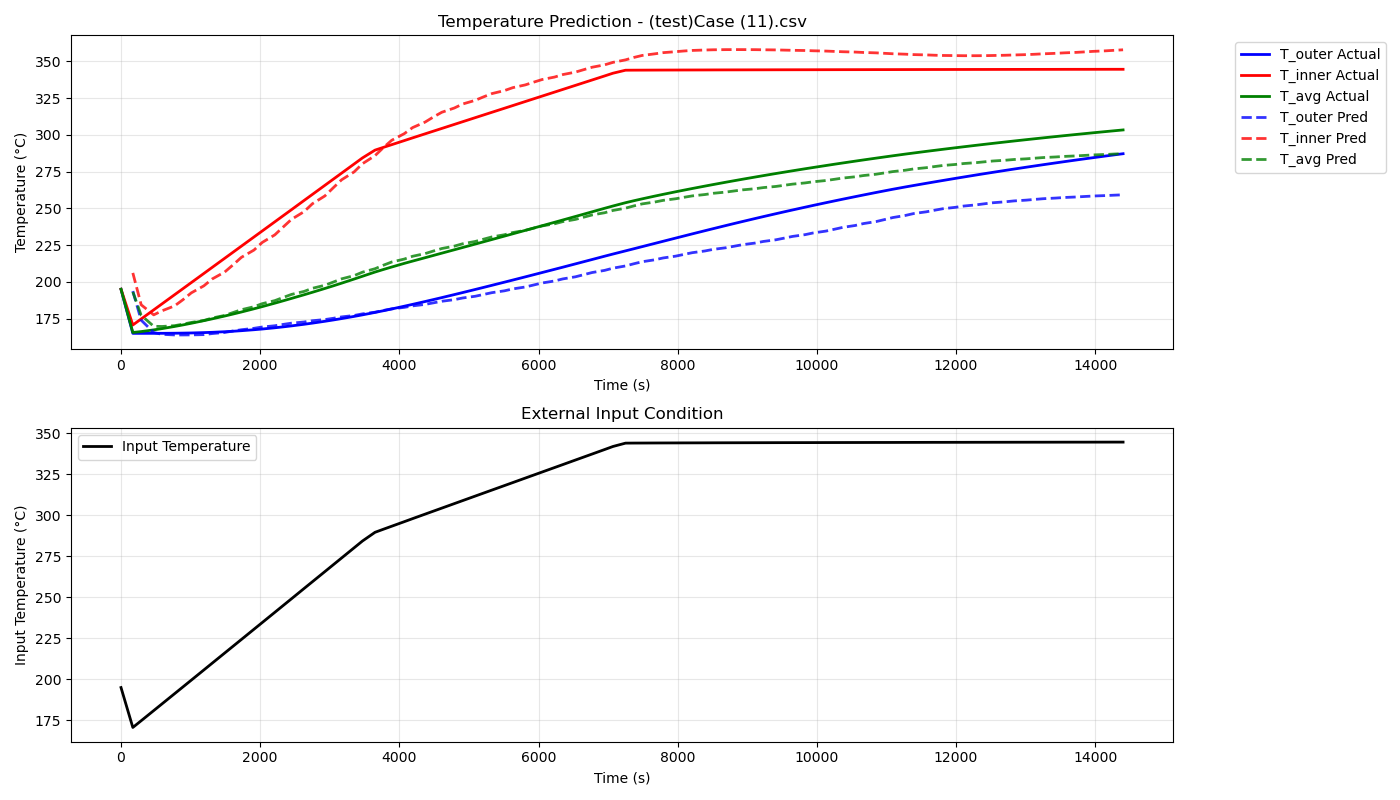 Temperature Prediction - (test)Case (11).csv
Temperature (°C)
350
325
300
275
250
225
200
175
0 2000 4000 6000 8000 10000 12000 14000
Time (s)
T_outer Actual
T_inner Actual
T_avg Actual
T_outer Pred
T_inner Pred
T_avg Pred
External Input Condition
Input Temperature (°C)
350
325
300
275
250
225
200
175
Input Temperature
0 2000 4000 6000 8000 10000 12000 14000
Time (s)